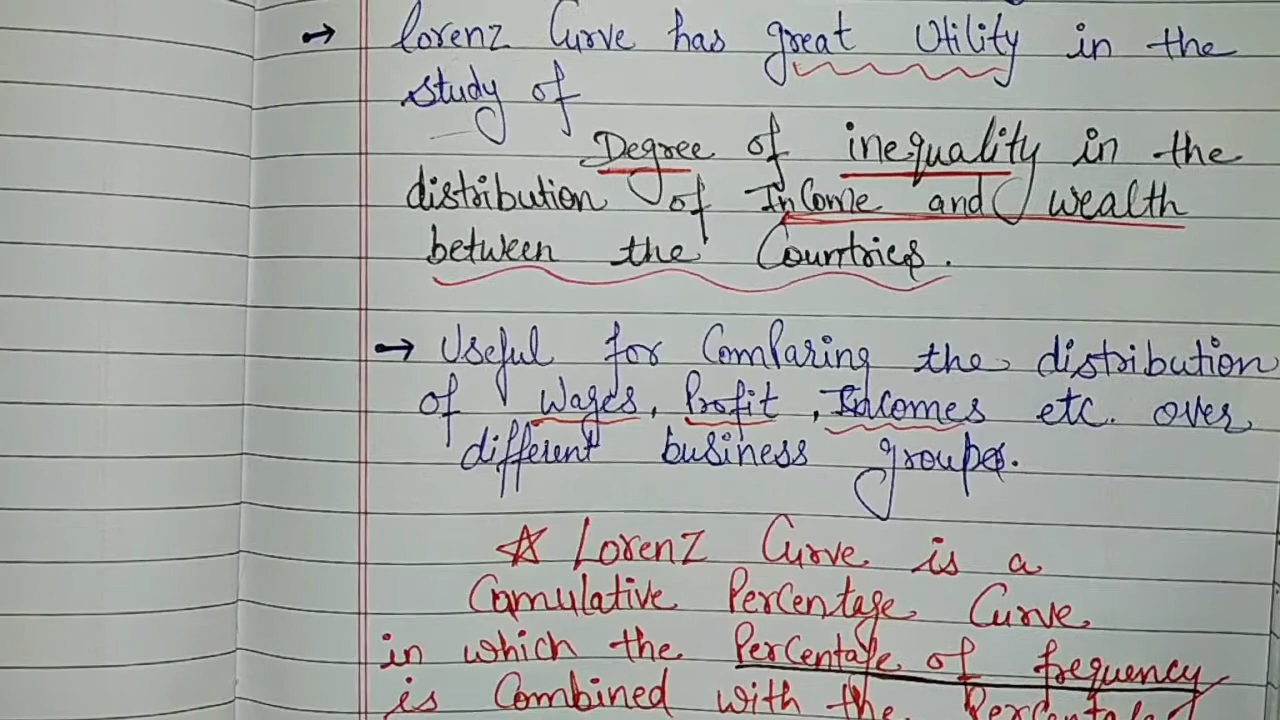 → Lorenz Curve has great Utility in the
study of
Degree of inequality in the
distribution of Income and wealth
between the Countries.
→ Useful for Comparing the distribution
of Wages, Profit, Incomes etc. over
different business groups.
☆ Lorenz Curve is a
Camulative Percentage Curve
in which the Percentage of frequency
is Combined with the